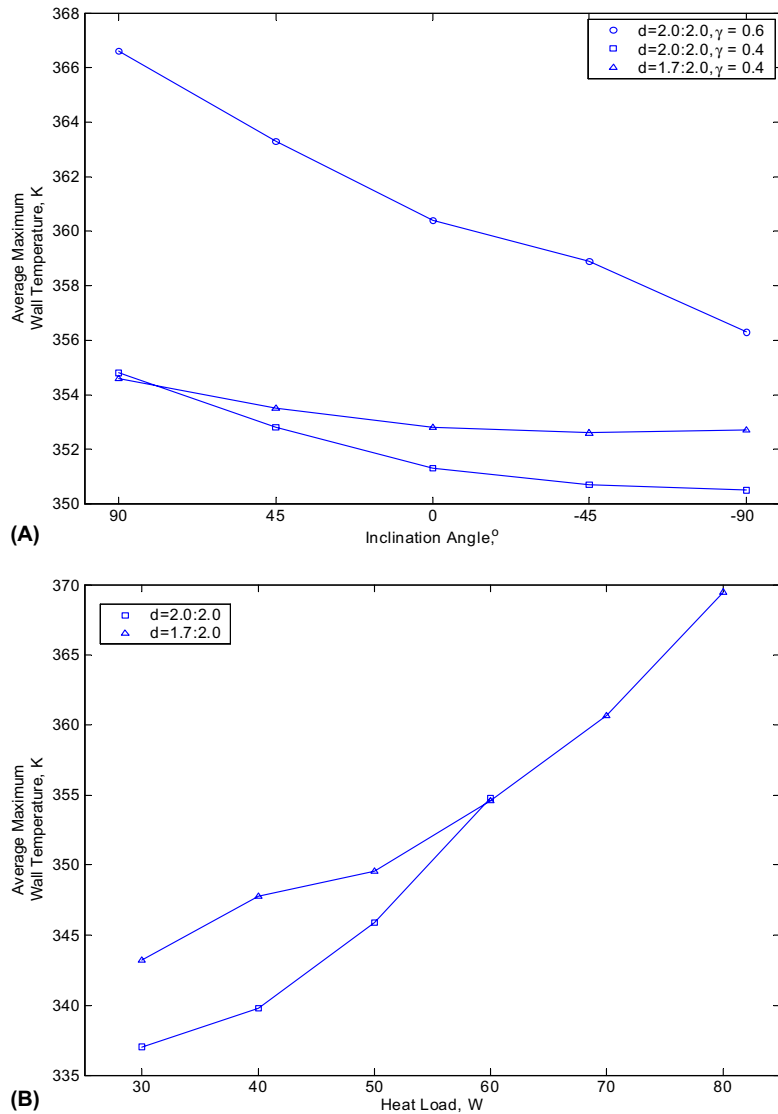 368
366
364
362
360
358
356
354
352
350
Average Maximum
Wall Temperature, K
d=2.0:2.0, γ = 0.6
d=2.0:2.0, γ = 0.4
d=1.7:2.0, γ = 0.4
90 45 0 -45 -90
Inclination Angle,°
(A)
370
365
360
355
350
345
340
335
Average Maximum
Wall Temperature, K
d=2.0:2.0
d=1.7:2.0
30 40 50 60 70 80
Heat Load, W
(B)